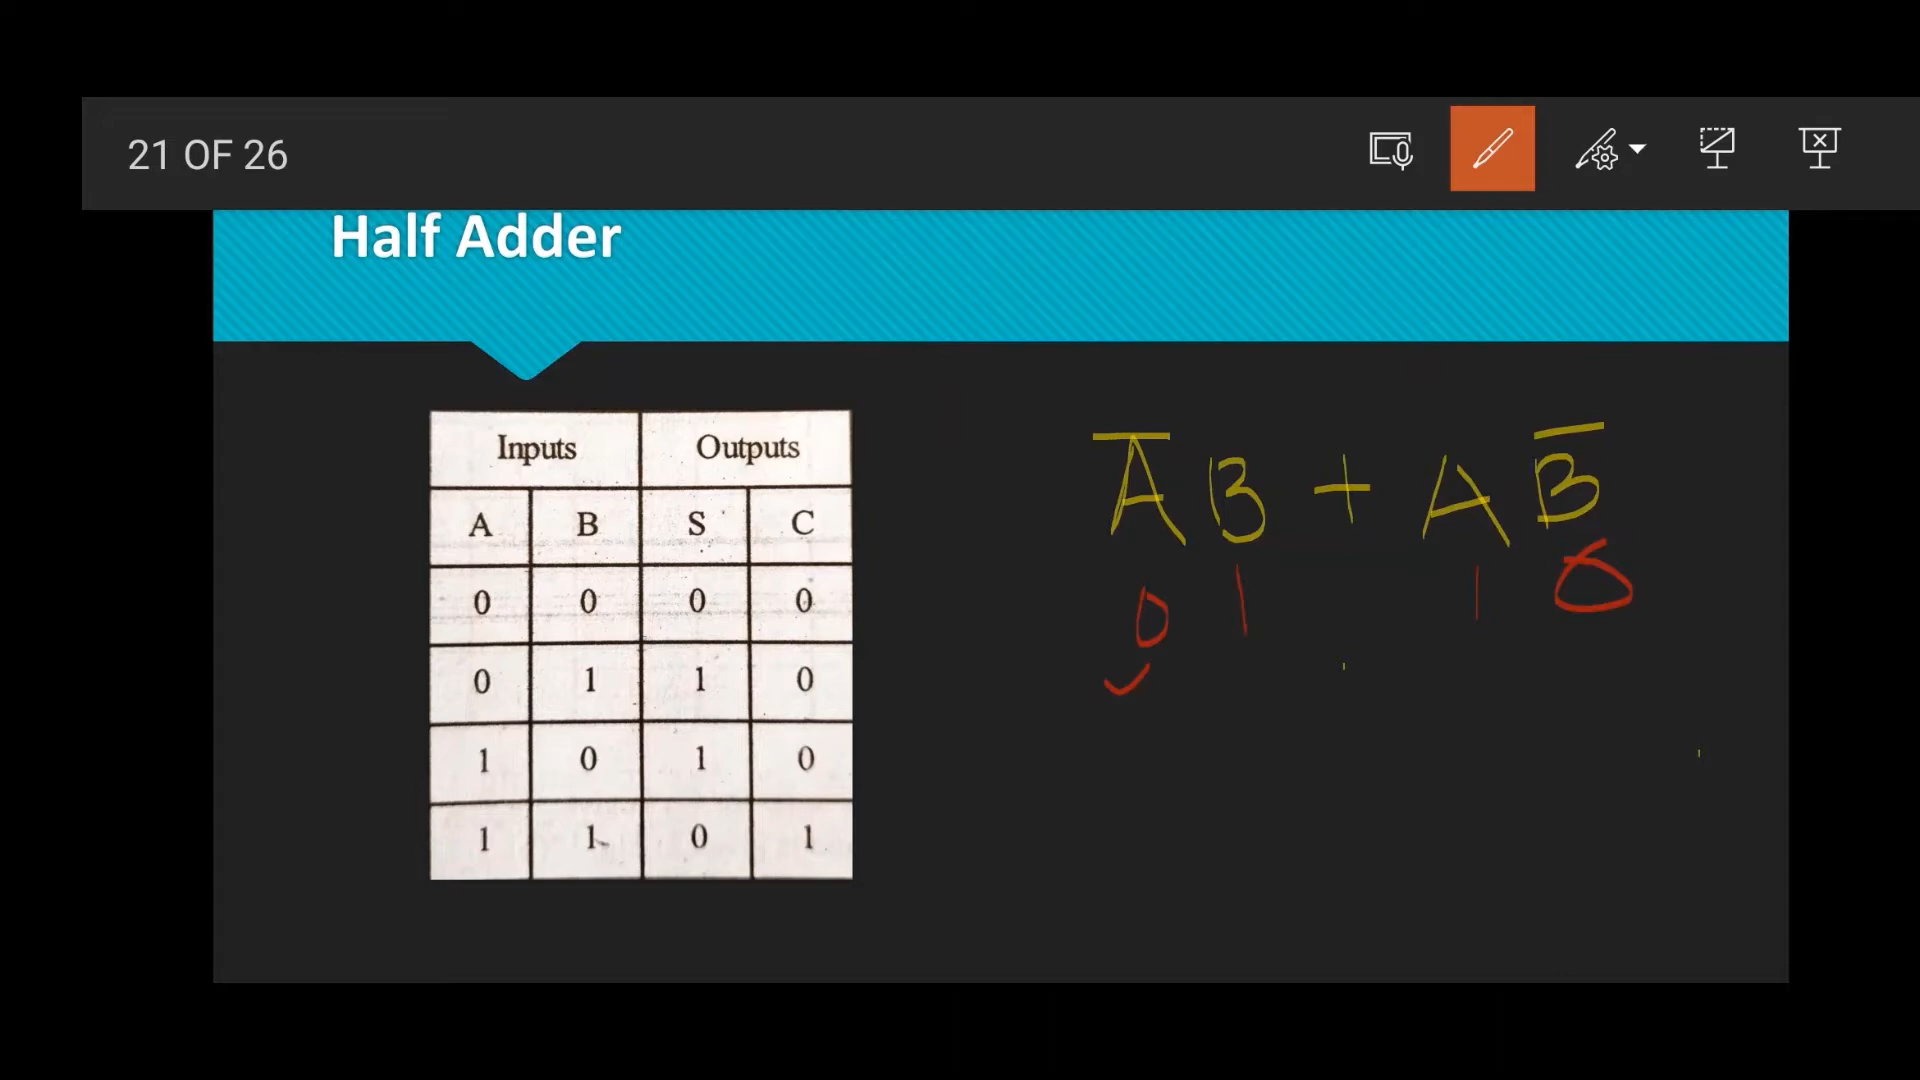 21 OF 26
Half Adder
Inputs Outputs
A B S C
0 0 0 0
0 1 1 0
1 0 1 0
1 1 0 1
A̅ B + A B̅
0 1 1 0